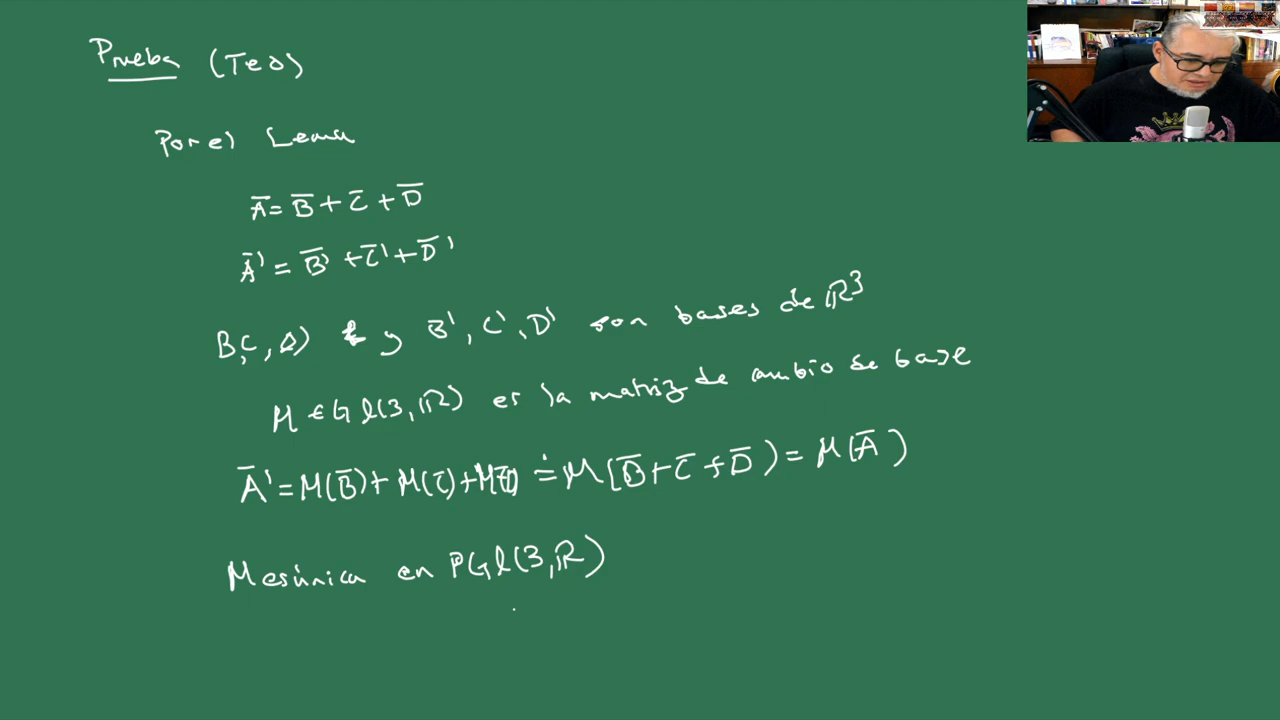 Prueba (Teo)
Por el Lema
A̅ = B̅ + C̅ + D̅
A̅' = B̅' + C̅' + D̅'
B, C, D) y B', C', D' son bases de ℝ³
M ∈ Gl(3, ℝ) es la matriz de cambio de base
A̅' = M(B̅) + M(C̅) + M(D̅) = M(B̅ + C̅ + D̅) = M(A̅)
M es única en PGl(3, ℝ)